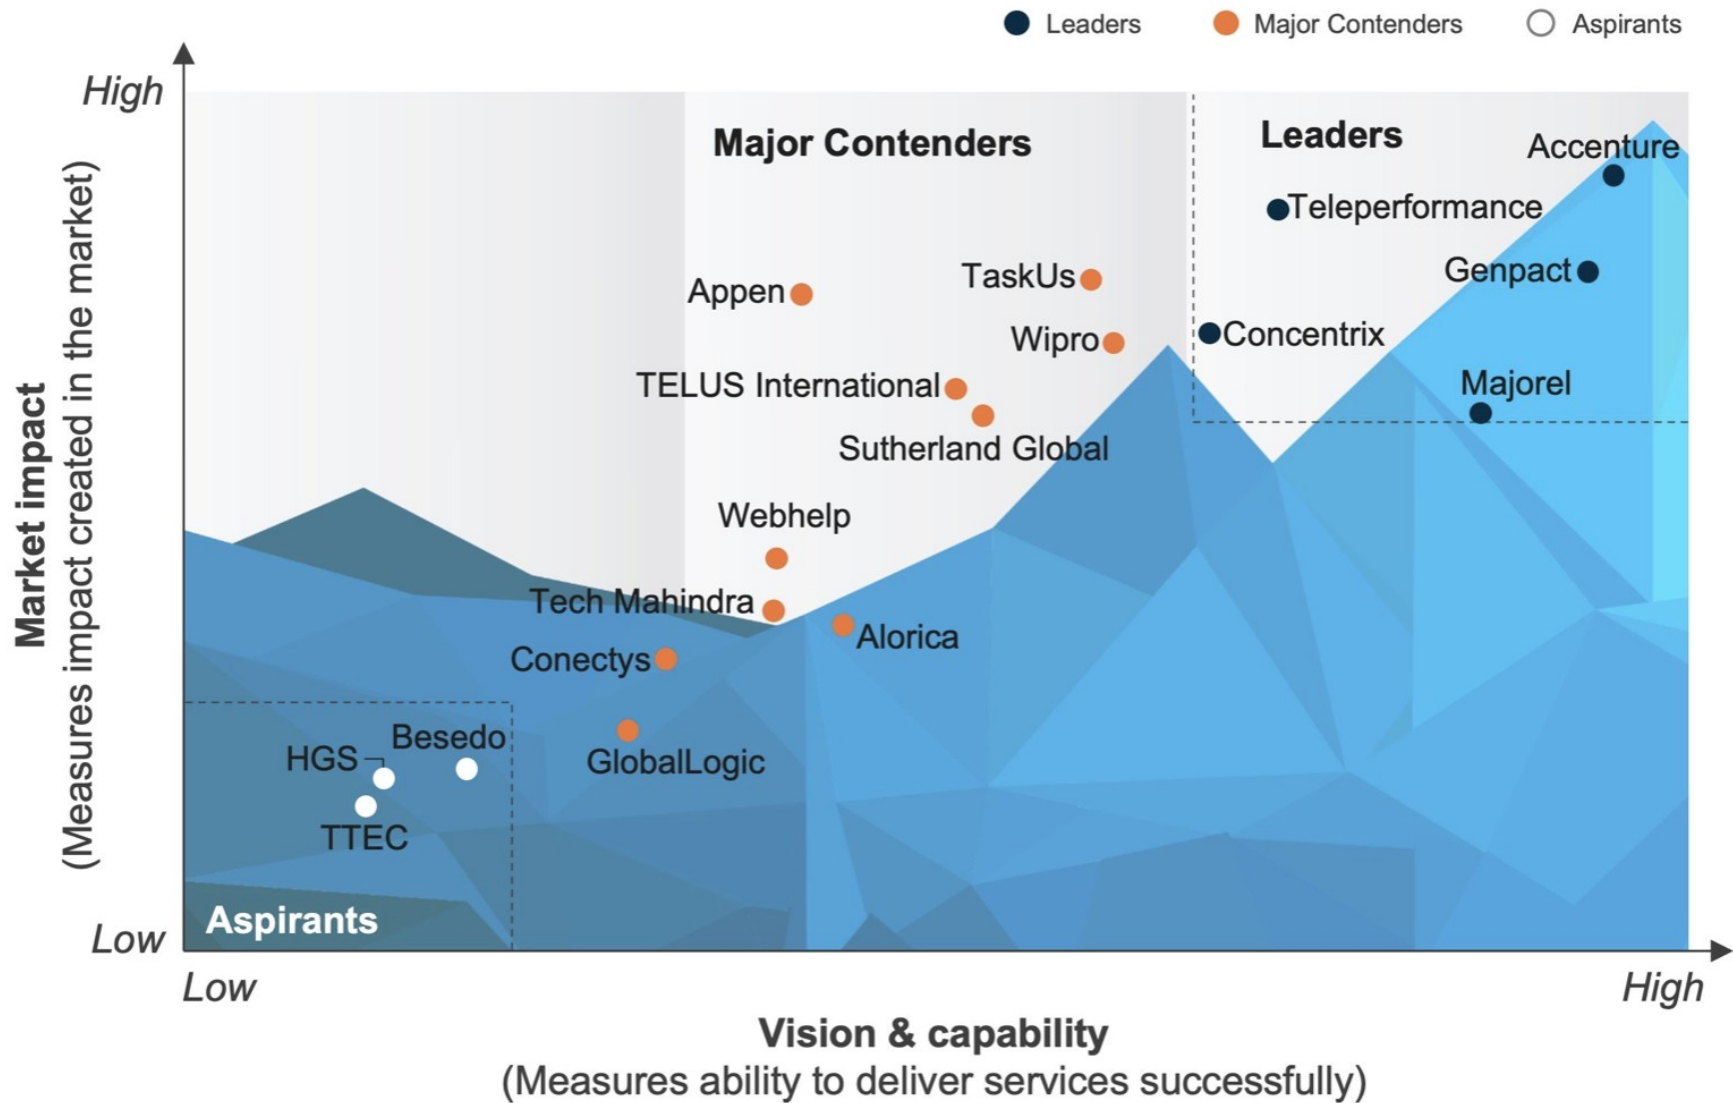 Leaders
Major Contenders
Aspirants
High
Major Contenders
Leaders
Accenture
Teleperformance
Genpact
TaskUs
Appen
Concentrix
Wipro
TELUS International
Majorel
Sutherland Global
Webhelp
Tech Mahindra
Alorica
Conectys
Besedo
HGS
GlobalLogic
TTEC
Aspirants
Market impact
(Measures impact created in the market)
Low
Low
High
Vision & capability
(Measures ability to deliver services successfully)